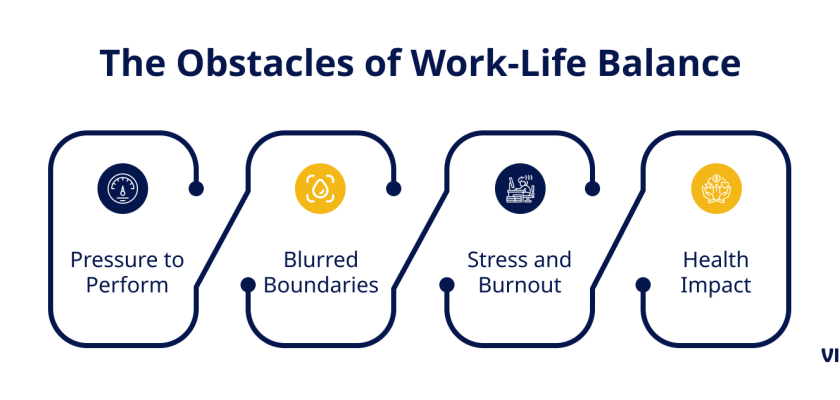 The Obstacles of Work-Life Balance
Pressure to
Perform
Blurred
Boundaries
Stress and
Burnout
Health
Impact
VI